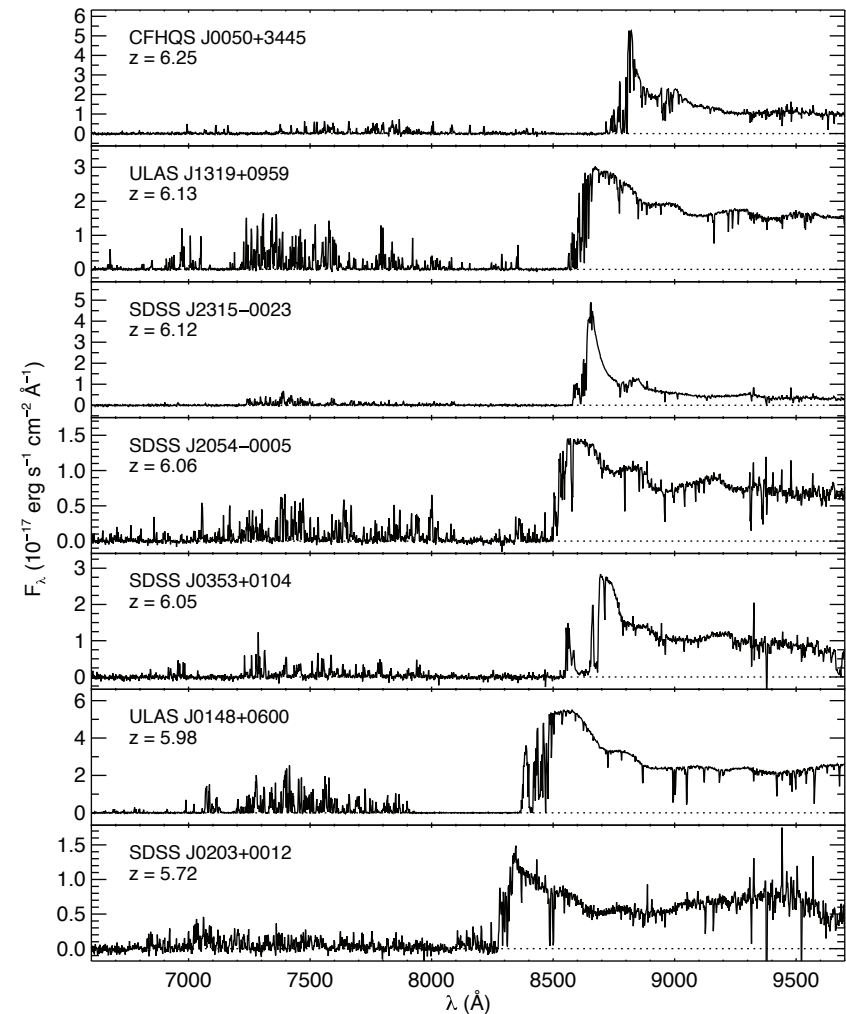 CFHQS J0050+3445
z = 6.25
6
5
4
3
2
1
0
ULAS J1319+0959
z = 6.13
3
2
1
0
SDSS J2315−0023
z = 6.12
5
4
3
2
1
0
SDSS J2054−0005
z = 6.06
1.5
1.0
0.5
0.0
SDSS J0353+0104
z = 6.05
3
2
1
0
ULAS J0148+0600
z = 5.98
6
4
2
0
SDSS J0203+0012
z = 5.72
1.5
1.0
0.5
0.0
Fλ (10⁻¹⁷ erg s⁻¹ cm⁻² Å⁻¹)
7000 7500 8000 8500 9000 9500
λ (Å)